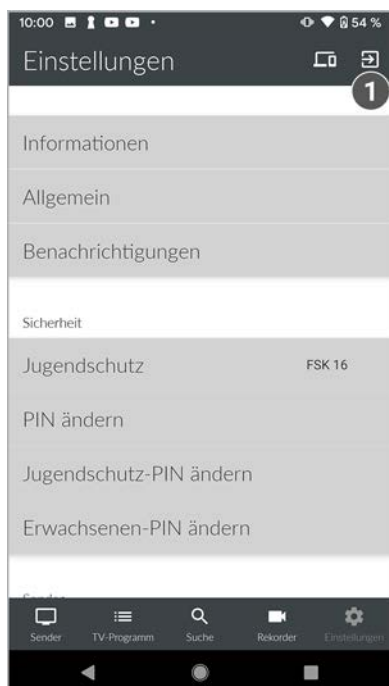 10:00 54 %
Einstellungen
1
Informationen
Allgemein
Benachrichtigungen
Sicherheit
Jugendschutz FSK 16
PIN ändern
Jugendschutz-PIN ändern
Erwachsenen-PIN ändern
Sender
Sender TV-Programm Suche Rekorder Einstellungen